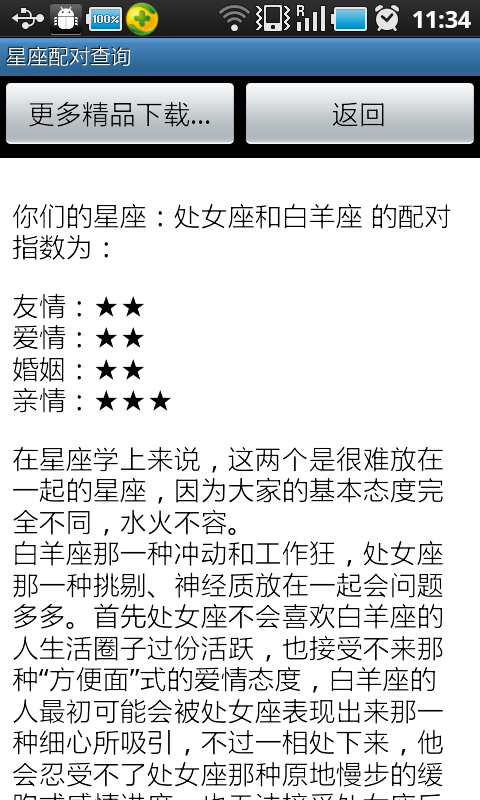 100%
R
11:34
星座配对查询
更多精品下载...
返回
你们的星座：处女座和白羊座 的配对
指数为：
友情：★★
爱情：★★
婚姻：★★
亲情：★★★
在星座学上来说，这两个是很难放在
一起的星座，因为大家的基本态度完
全不同，水火不容。
白羊座那一种冲动和工作狂，处女座
那一种挑剔、神经质放在一起会问题
多多。首先处女座不会喜欢白羊座的
人生活圈子过份活跃，也接受不来那
种“方便面”式的爱情态度，白羊座的
人最初可能会被处女座表现出来那一
种细心所吸引，不过一相处下来，他
会忍受不了处女座那种原地慢步的缓